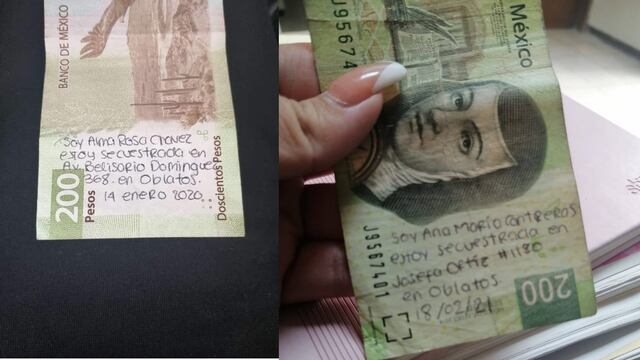 BANCO DE MÉXICO
Soy Alma Rosa Chavez
estoy secuestrada en
Av. Belisario Dominguez
368. en Oblatos.
14 enero 2020
200
Pesos
Doscientos Pesos
J95674
México
Soy Ana María Contreras
estoy secuestrada en
Josefa Ortiz #1180
en Oblatos
18/02/21
J9567401
200